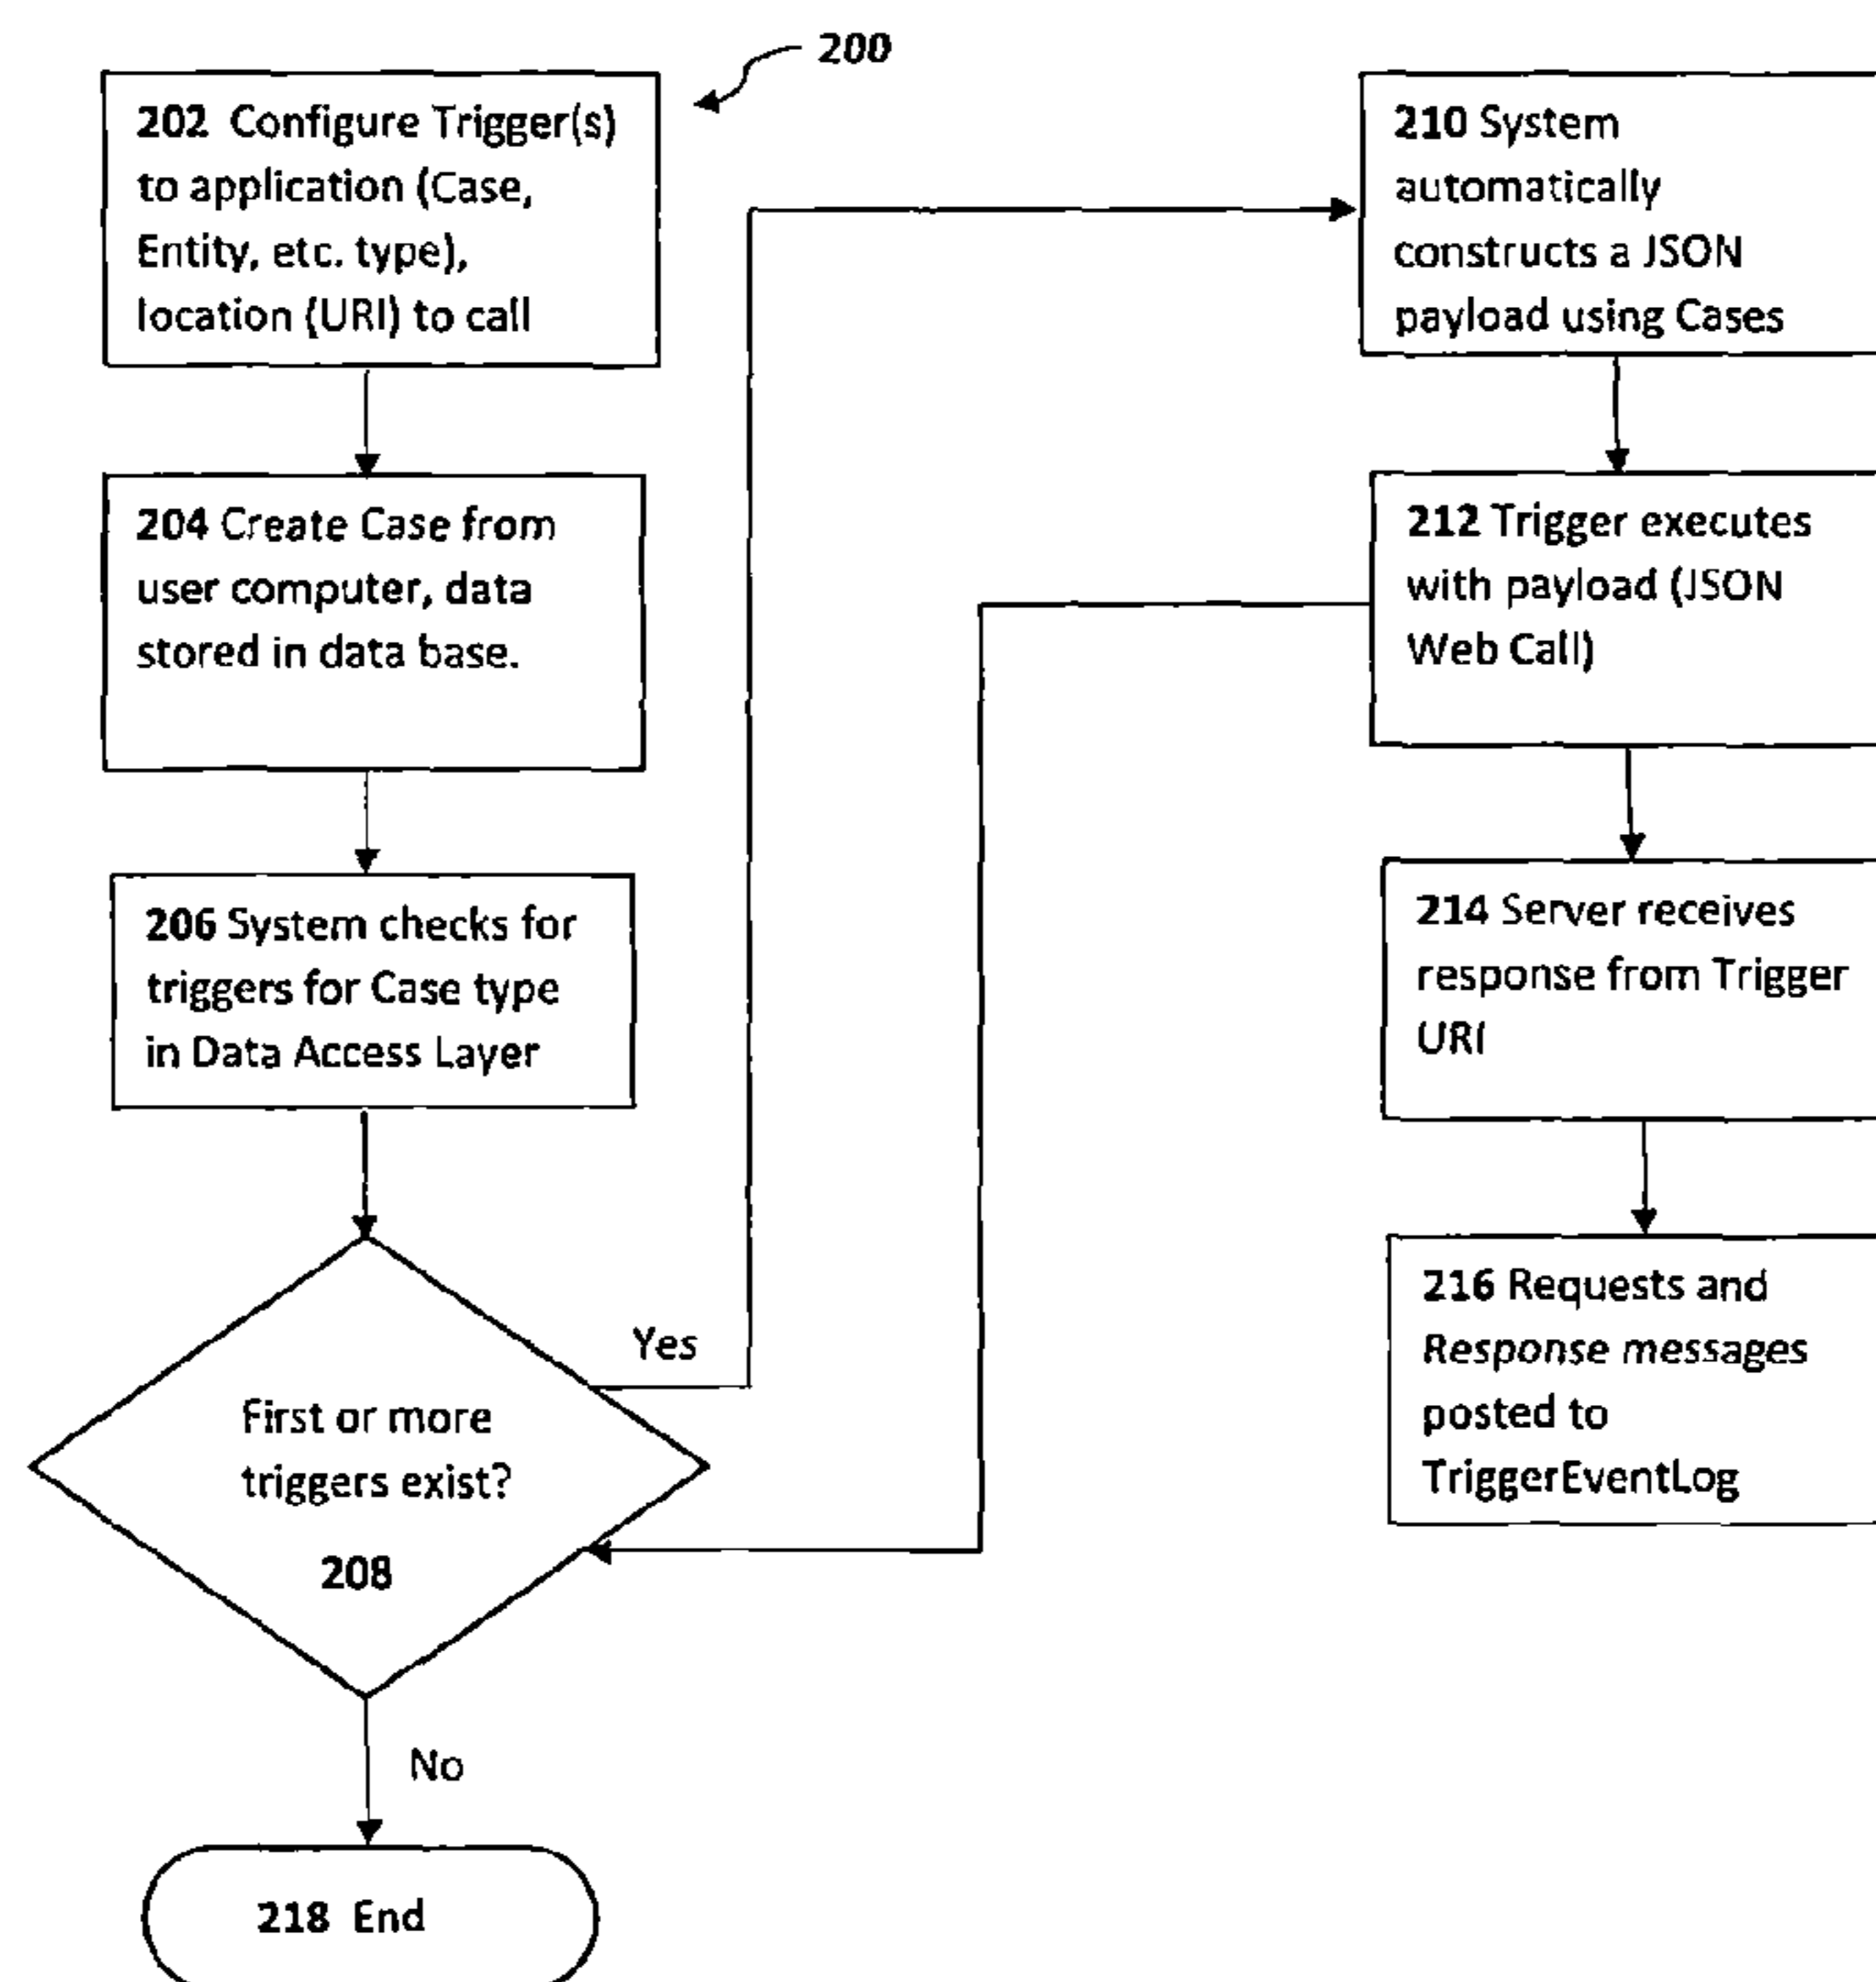 200
202 Configure Trigger(s)
to application (Case,
Entity, etc. type),
location (URI) to call
204 Create Case from
user computer, data
stored in data base.
206 System checks for
triggers for Case type
in Data Access Layer
Yes
First or more
triggers exist?
208
No
218 End
210 System
automatically
constructs a JSON
payload using Cases
212 Trigger executes
with payload (JSON
Web Call)
214 Server receives
response from Trigger
URI
216 Requests and
Response messages
posted to
TriggerEventLog